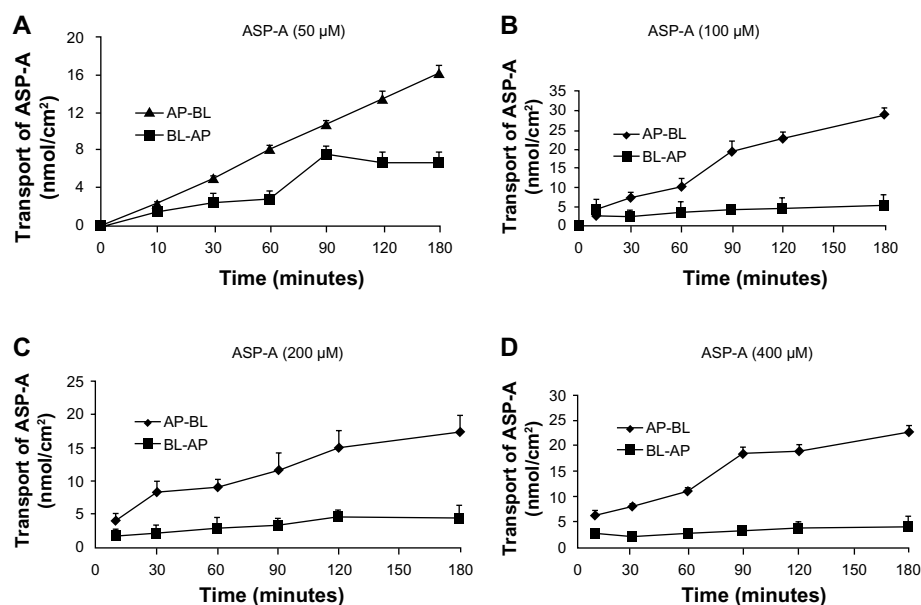 A
ASP-A (50 µM)
Transport of ASP-A
(nmol/cm²)
20
16
12
8
4
0
AP-BL
BL-AP
0 10 30 60 90 120 180
Time (minutes)
B
ASP-A (100 µM)
Transport of ASP-A
(nmol/cm²)
35
30
25
20
15
10
5
0
AP-BL
BL-AP
0 30 60 90 120 150 180
Time (minutes)
C
ASP-A (200 µM)
Transport of ASP-A
(nmol/cm²)
25
20
15
10
5
0
AP-BL
BL-AP
0 30 60 90 120 150 180
Time (minutes)
D
ASP-A (400 µM)
Transport of ASP-A
(nmol/cm²)
30
25
20
15
10
5
0
AP-BL
BL-AP
0 30 60 90 120 150 180
Time (minutes)